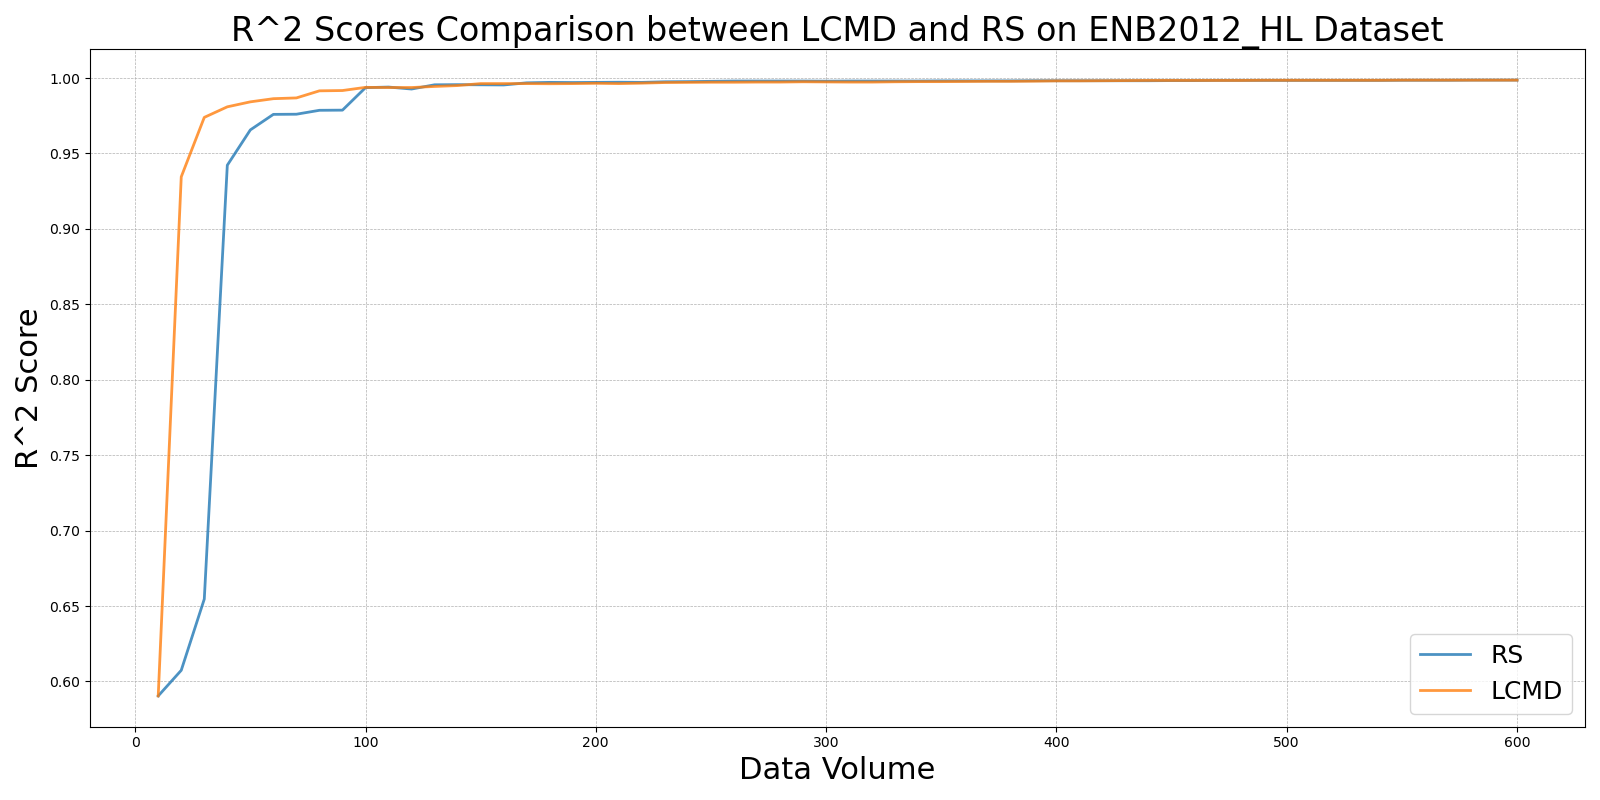 R^2 Scores Comparison between LCMD and RS on ENB2012_HL Dataset
R^2 Score
1.00
0.95
0.90
0.85
0.80
0.75
0.70
0.65
0.60
RS
LCMD
0 100 200 300 400 500 600
Data Volume